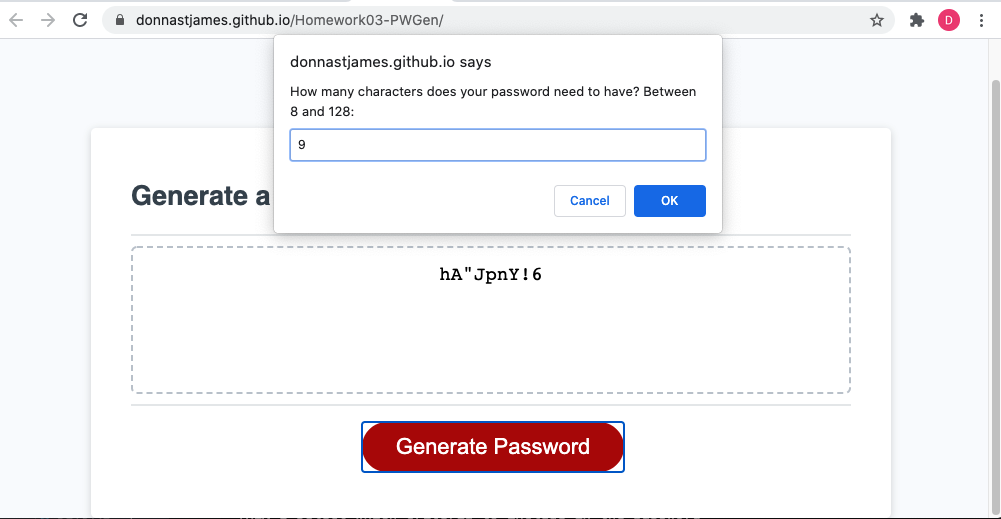 donnastjames.github.io/Homework03-PWGen/
D
donnastjames.github.io says
How many characters does your password need to have? Between
8 and 128:
9
Cancel
OK
Generate a
hA"JpnY!6
Generate Password